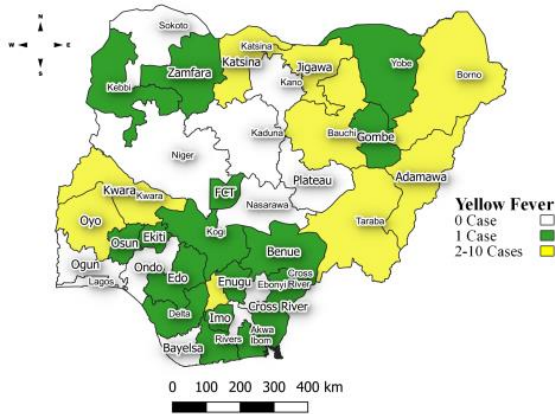 N
W E
S
Sokoto
Katsina
Katsina
Zamfara
Jigawa
Yobe
Borno
Kebbi
Kano
Kaduna
Bauchi
Gombe
Niger
Adamawa
Plateau
Kwara
Kwara
FCT
Nasarawa
Taraba
Oyo
Osun
Ekiti
Kogi
Benue
Ogun
Ondo
Edo
Enugu
Cross
Ebonyi River
Lagos
Cross River
Delta
Imo
Akwa
Rivers
Ibom
Bayelsa
Yellow Fever
0 Case
1 Case
2-10 Cases
0 100 200 300 400 km